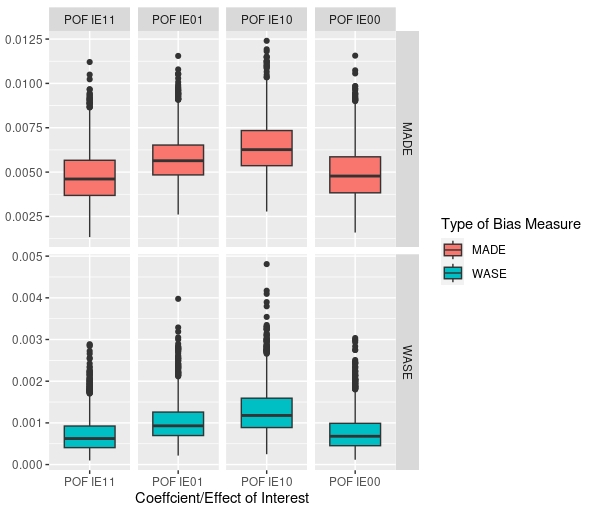 POF IE11 POF IE01 POF IE10 POF IE00
0.0125
0.0100
0.0075
0.0050
0.0025
MADE
0.005
0.004
0.003
0.002
0.001
0.000
WASE
POF IE11 POF IE01 POF IE10 POF IE00
Coeffcient/Effect of Interest
Type of Bias Measure
MADE
WASE